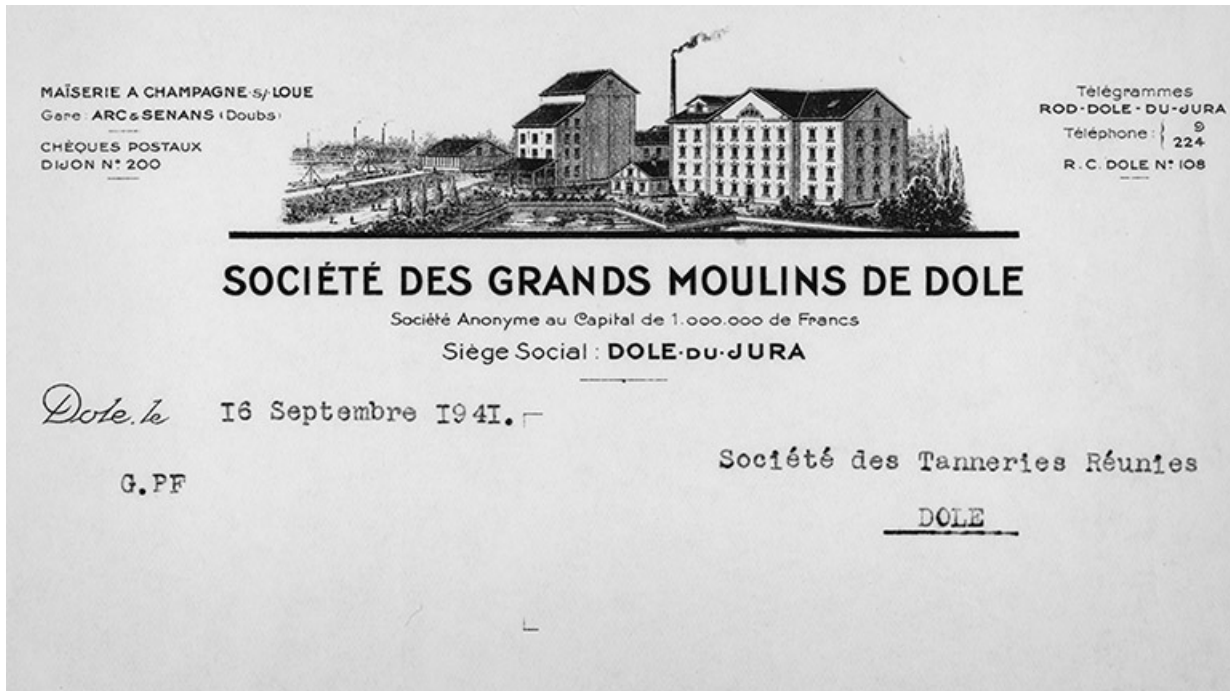 MAÏSERIE A CHAMPAGNE-S/-LOUE
Gare : ARC & SENANS (Doubs)
CHÈQUES POSTAUX
DIJON N° 200
Télégrammes
ROD-DOLE-DU-JURA
Téléphone : { 9
224
R.C. DOLE N° 108
SOCIÉTÉ DES GRANDS MOULINS DE DOLE
Société Anonyme au Capital de 1.000.000 de Francs
Siège Social : DOLE-DU-JURA
Dole, le 16 Septembre 1941.
G.PF
Société des Tanneries Réunies
DOLE